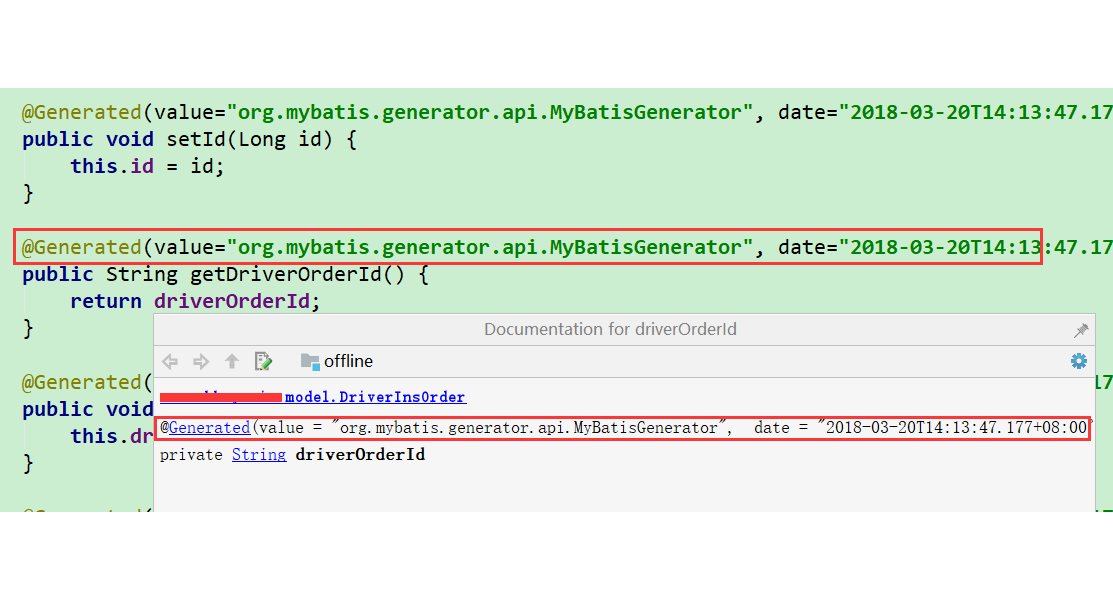 @Generated(value="org.mybatis.generator.api.MyBatisGenerator", date="2018-03-20T14:13:47.17
public void setId(Long id) {
this.id = id;
}
@Generated(value="org.mybatis.generator.api.MyBatisGenerator", date="2018-03-20T14:13:47.17
public String getDriverOrderId() {
return driverOrderId;
}
Documentation for driverOrderId
offline
@Generated(
model.DriverInsOrder
public void
@Generated(value = "org.mybatis.generator.api.MyBatisGenerator", date = "2018-03-20T14:13:47.177+08:00"
this.dr
private String driverOrderId
}